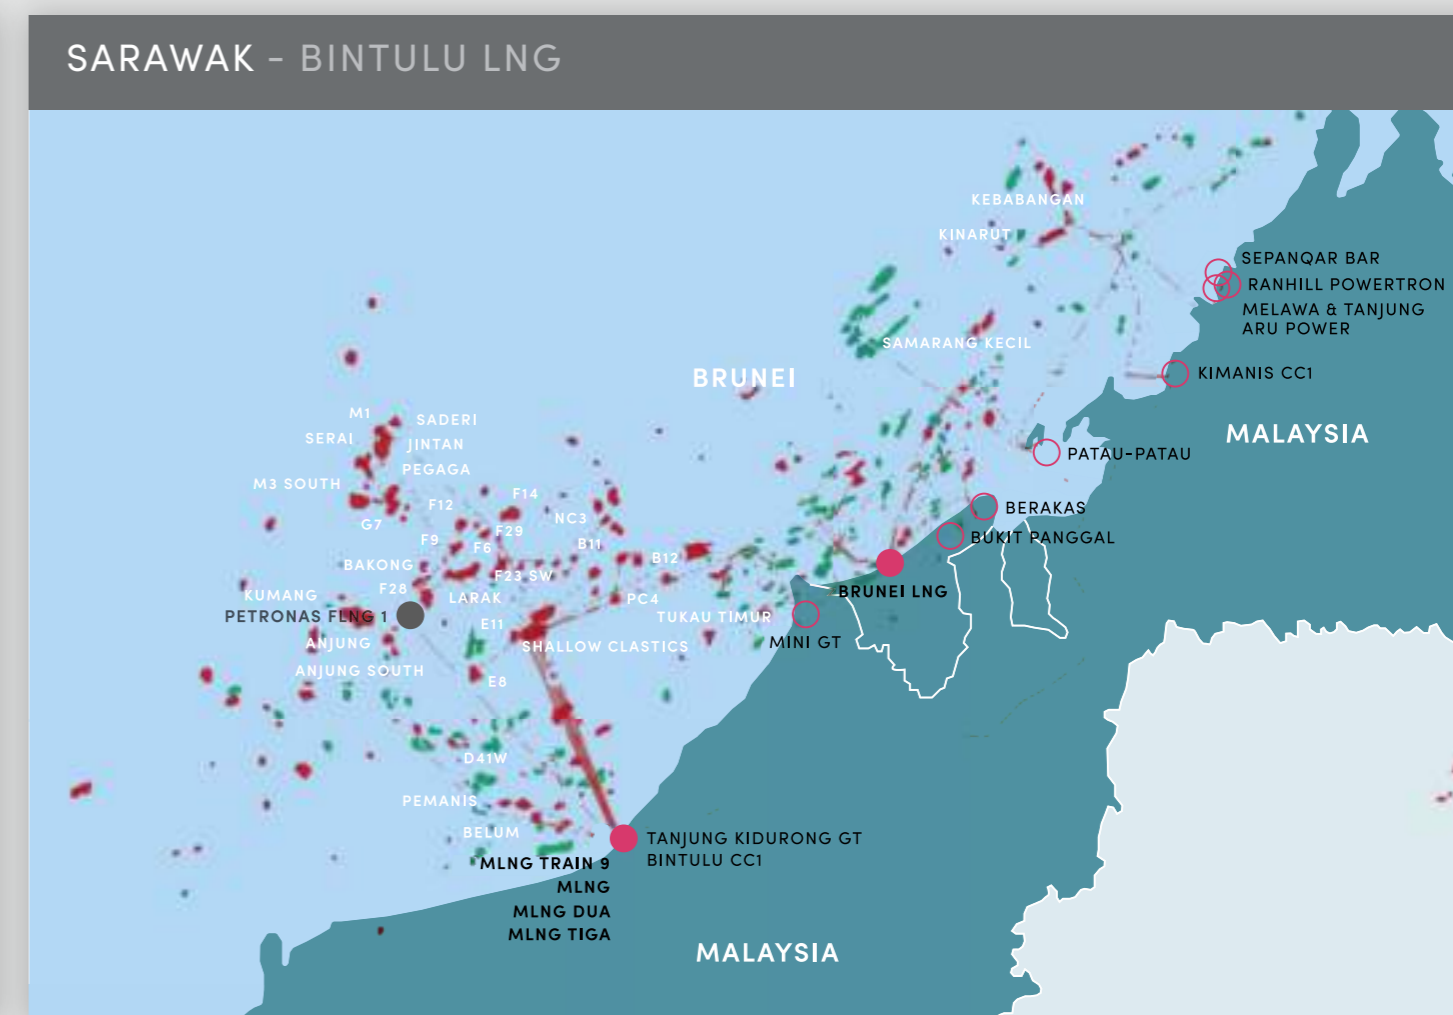 SARAWAK - BINTULU LNG
KEBABANGAN
KINARUT
SEPANQAR BAR
RANHILL POWERTRON
MELAWA & TANJUNG
ARU POWER
SAMARANG KECIL
KIMANIS CC1
BRUNEI
M1
SADERI
SERAI
JINTAN
MALAYSIA
PEGAGA
PATAU-PATAU
M3 SOUTH
F12
F14
G7
NC3
F29
BERAKAS
F9
F6
B11
BUKIT PANGGAL
BAKONG
B12
F23 SW
F28
KUMANG
LARAK
PC4
BRUNEI LNG
PETRONAS FLNG 1
E11
TUKAU TIMUR
ANJUNG
SHALLOW CLASTICS
MINI GT
ANJUNG SOUTH
E8
D41W
PEMANIS
BELUM
TANJUNG KIDURONG GT
BINTULU CC1
MLNG TRAIN 9
MLNG
MLNG DUA
MLNG TIGA
MALAYSIA